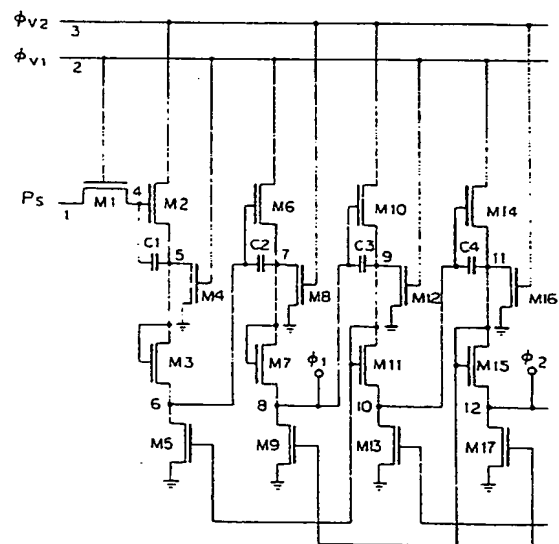 ϕV2 3
ϕV1 2
Ps 1 M1 4 M2 M6 M10 M14
C1 5 C2 7 C3 9 C4 11
M4 M8 M12 M16
M3 M7 ϕ1 M11 M15 ϕ2
6 8 10 12
M5 M9 M13 M17